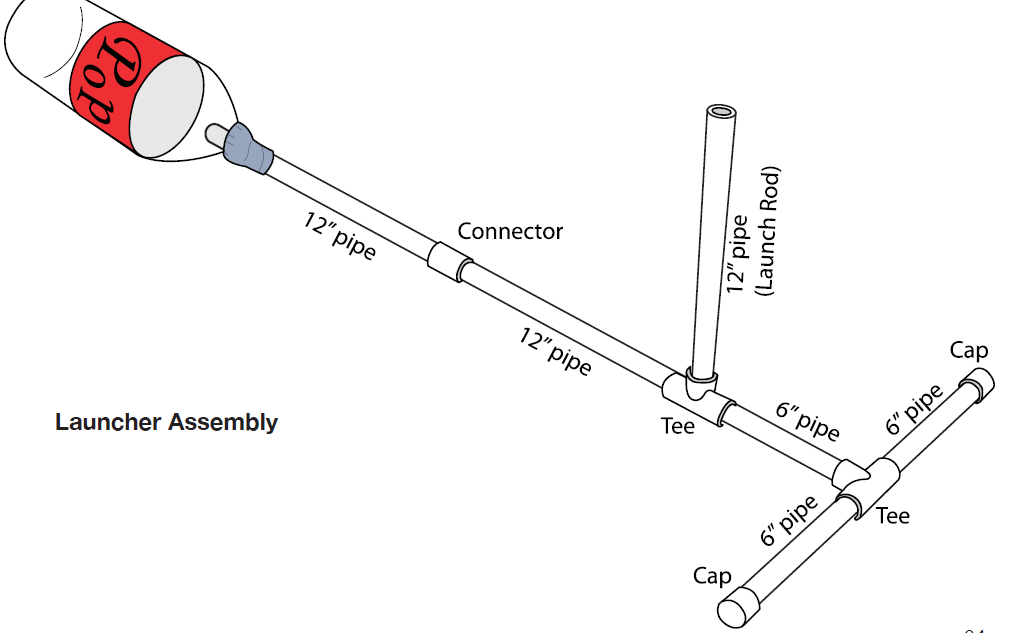 Pop
12” pipe
Connector
12” pipe
(Launch Rod)
12” pipe
Cap
6” pipe
6” pipe
Tee
Launcher Assembly
Tee
6” pipe
Cap